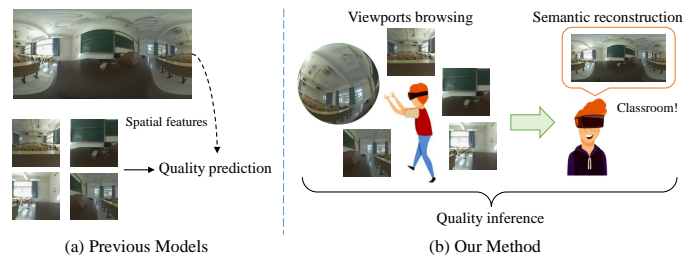 Spatial features
Quality prediction
(a) Previous Models
Viewports browsing
Semantic reconstruction
Classroom!
Quality inference
(b) Our Method